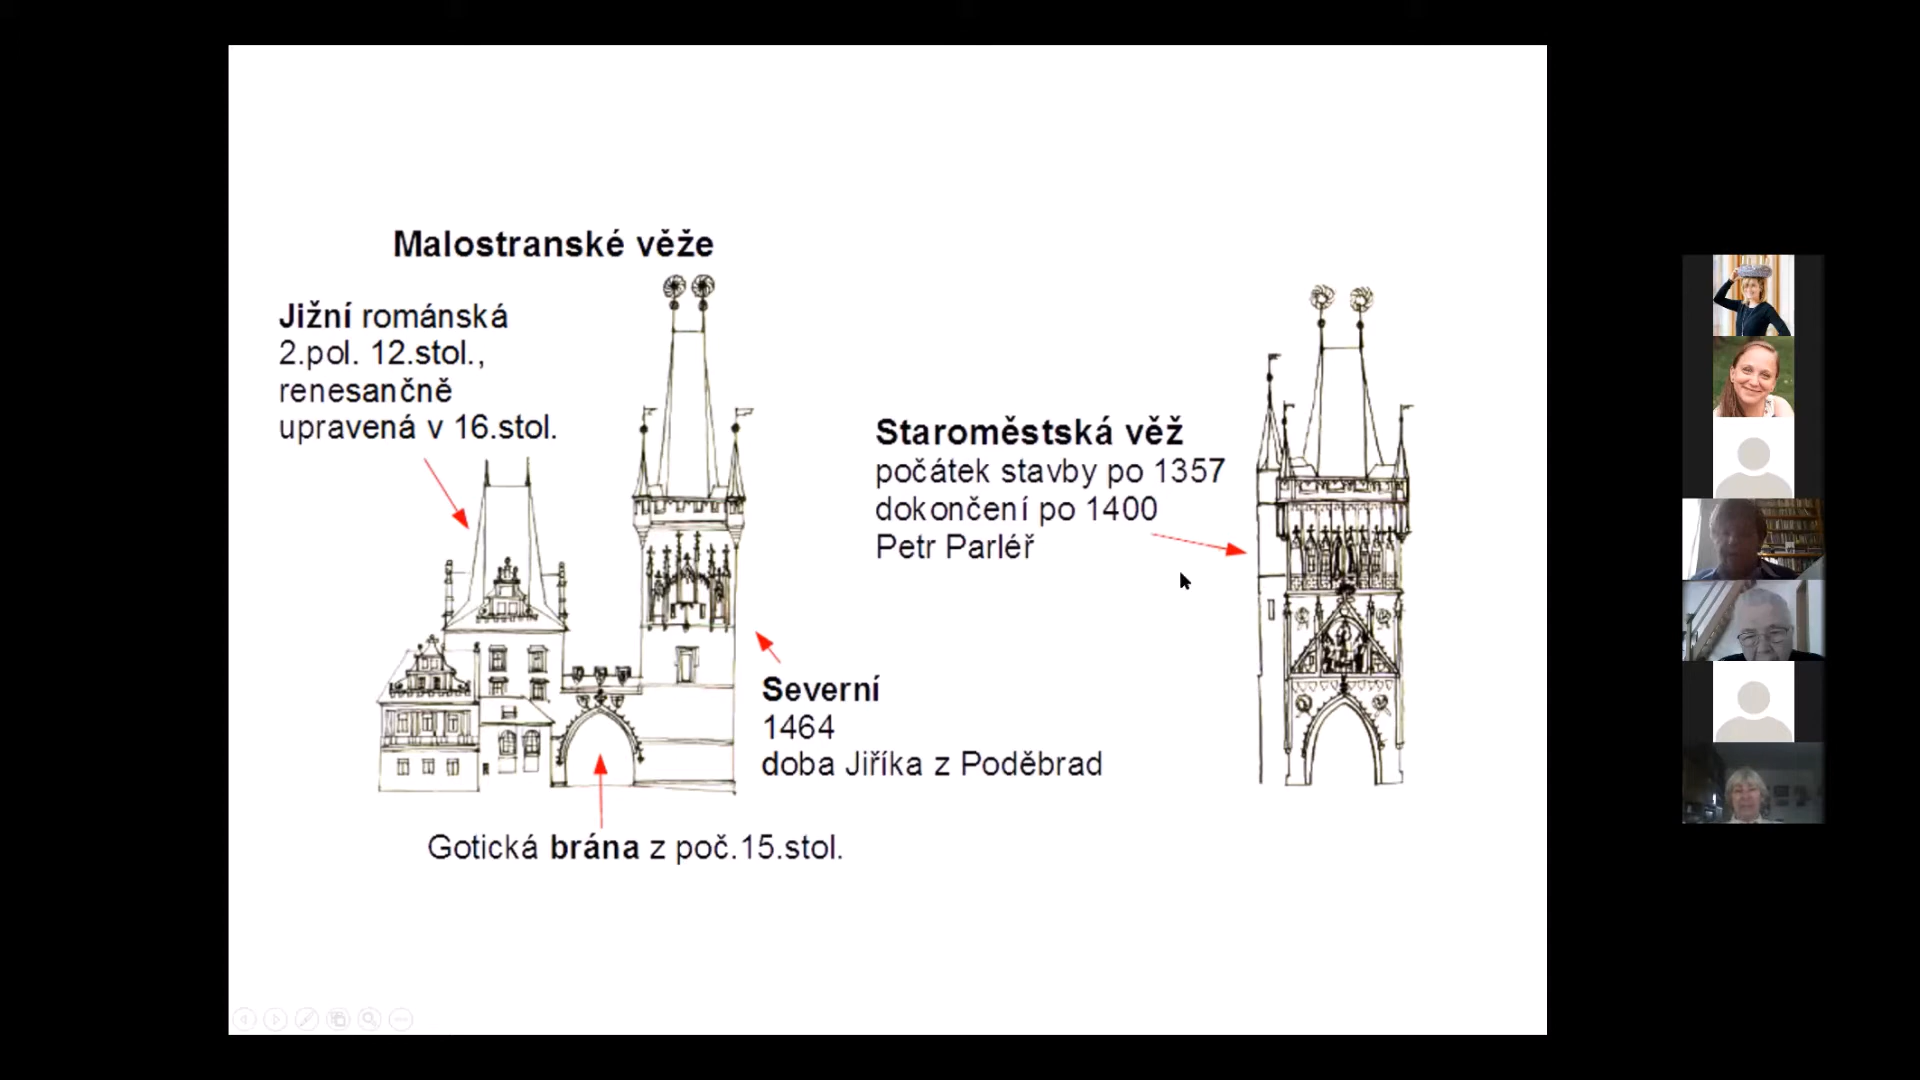 Malostranské věže
Jižní románská
2.pol. 12.stol.,
renesančně
upravená v 16.stol.
Staroměstská věž
počátek stavby po 1357
dokončení po 1400
Petr Parléř
Severní
1464
doba Jiříka z Poděbrad
Gotická brána z poč.15.stol.